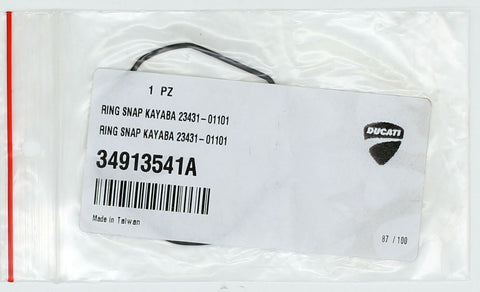 1 PZ
RING SNAP KAYABA 23431-01101
RING SNAP KAYABA 23431-01101
DUCATI
34913541A
Made in Taiwan
87 / 100